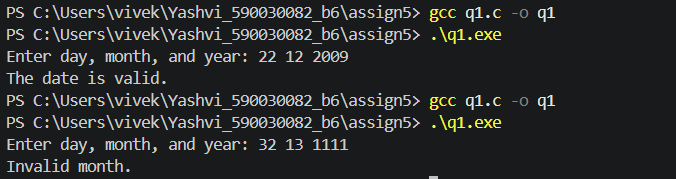 PS C:\Users\vivek\Yashvi_590030082_b6\assign5> gcc q1.c -o q1
PS C:\Users\vivek\Yashvi_590030082_b6\assign5> .\q1.exe
Enter day, month, and year: 22 12 2009
The date is valid.
PS C:\Users\vivek\Yashvi_590030082_b6\assign5> gcc q1.c -o q1
PS C:\Users\vivek\Yashvi_590030082_b6\assign5> .\q1.exe
Enter day, month, and year: 32 13 1111
Invalid month.